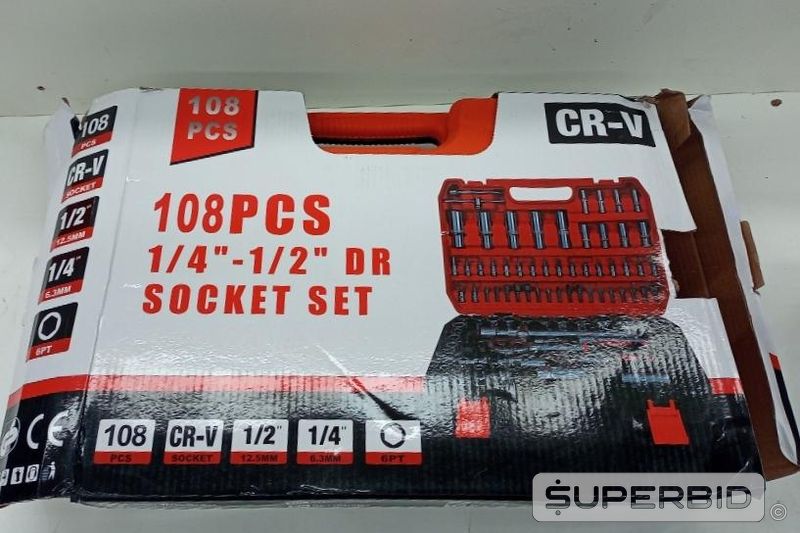 108
PCS
CR-V
108PCS
1/4"-1/2" DR
SOCKET SET
108
PCS
CR-V
SOCKET
1/2"
12.5MM
1/4"
6.3MM
6PT
CE
108
PCS
CR-V
SOCKET
1/2"
12.5MM
1/4"
6.3MM
6PT
SUPERBID ©